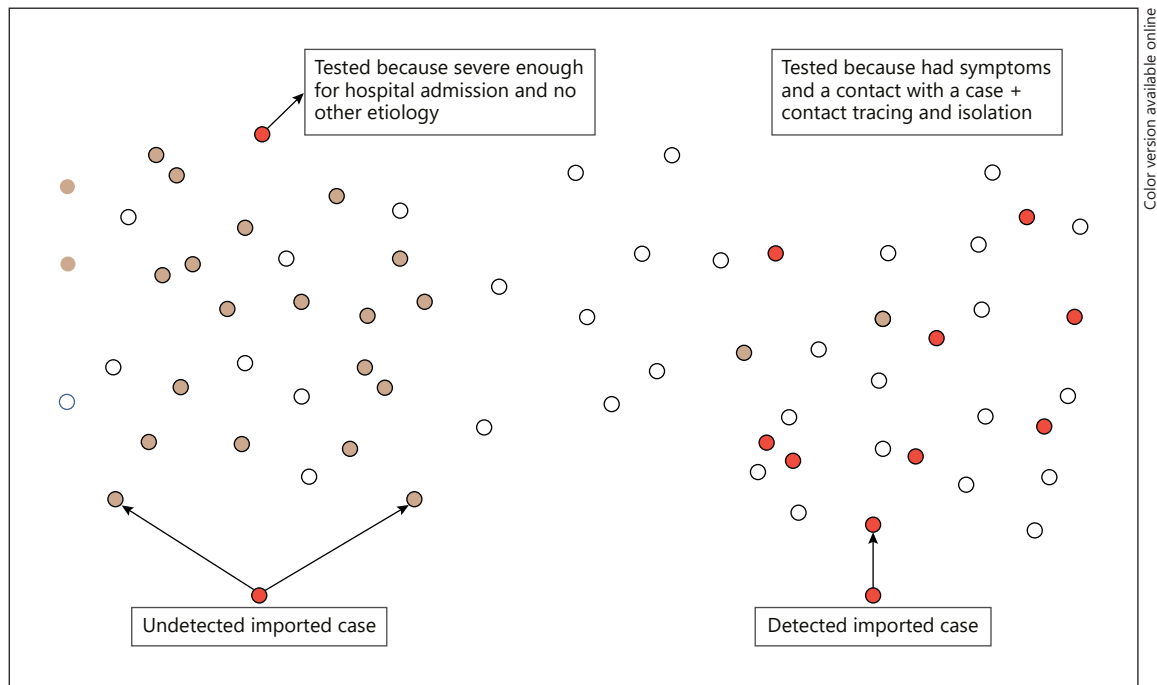 Tested because severe enough
for hospital admission and no
other etiology
Tested because had symptoms
and a contact with a case +
contact tracing and isolation
Undetected imported case
Detected imported case
Color version available online